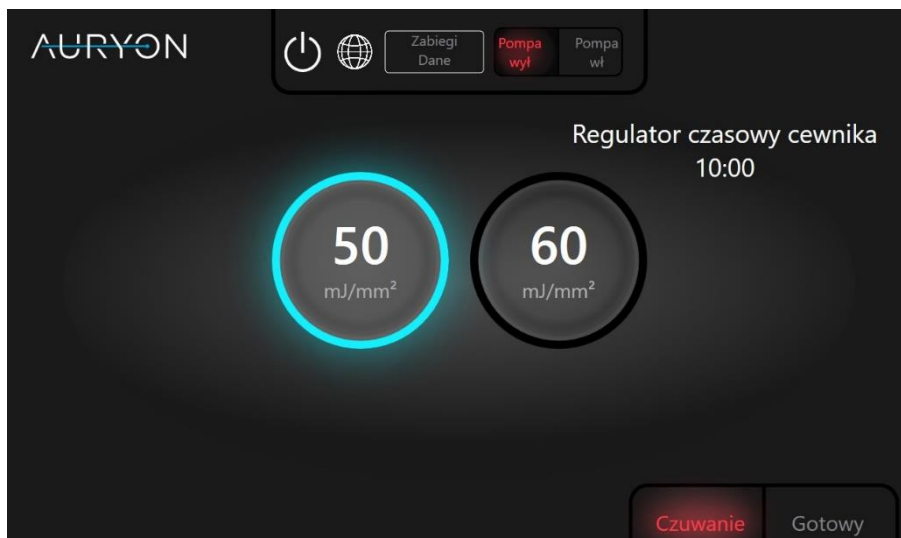 AURYON
Zabiegi
Dane
Pompa
wył
Pompa
wł
Regulator czasowy cewnika
10:00
50
mJ/mm²
60
mJ/mm²
Czuwanie
Gotowy